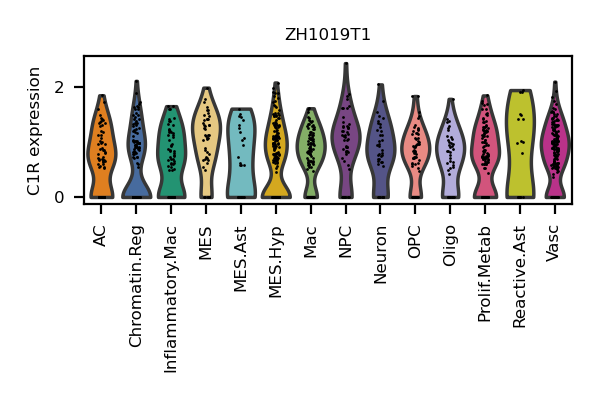 ZH1019T1
C1R expression
2
0
AC
Chromatin.Reg
Inflammatory.Mac
MES
MES.Ast
MES.Hyp
Mac
NPC
Neuron
OPC
Oligo
Prolif.Metab
Reactive.Ast
Vasc